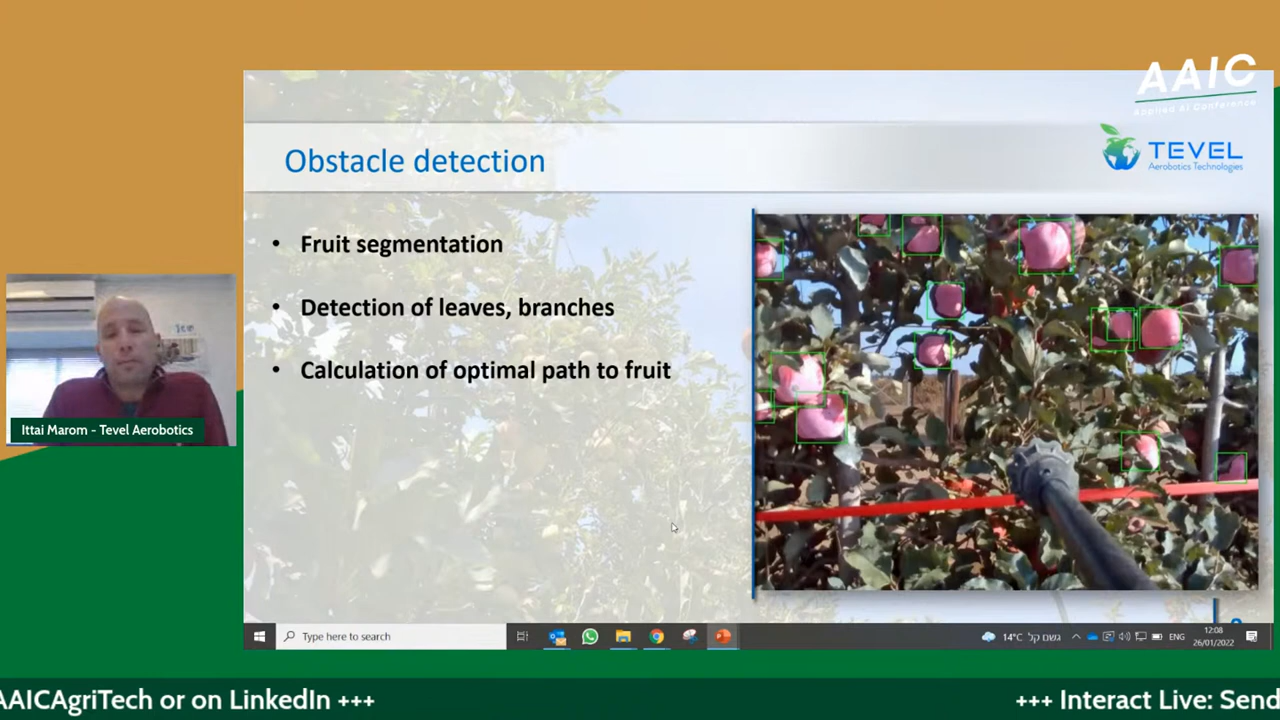 AAIC
Applied AI Conference
TEVEL
Aerobotics Technologies
Obstacle detection
• Fruit segmentation
• Detection of leaves, branches
• Calculation of optimal path to fruit
Ittai Marom - Tevel Aerobotics
Type here to search
14°C גשם קל
ENG
12:08
26/01/2022
AAICAgriTech or on LinkedIn +++
+++ Interact Live: Send